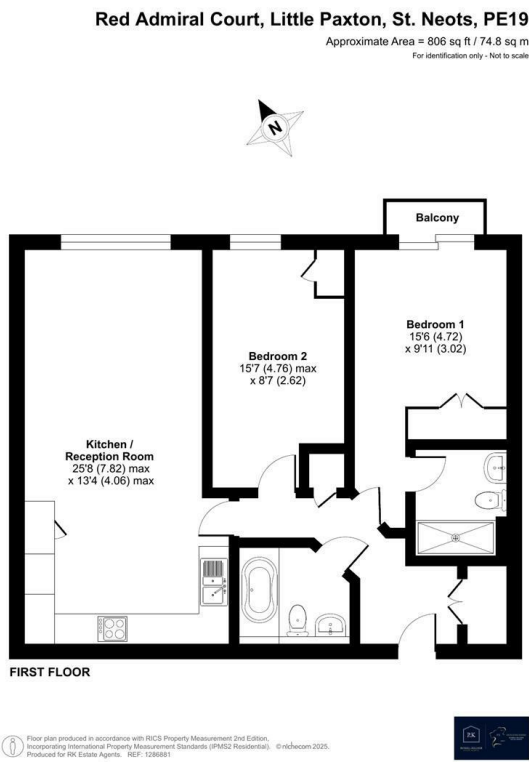 Red Admiral Court, Little Paxton, St. Neots, PE19
Approximate Area = 806 sq ft / 74.8 sq m
For identification only - Not to scale
N
Balcony
Bedroom 1
15'6 (4.72)
x 9'11 (3.02)
Bedroom 2
15'7 (4.76) max
x 8'7 (2.62)
Kitchen /
Reception Room
25'8 (7.82) max
x 13'4 (4.06) max
FIRST FLOOR
Floor plan produced in accordance with RICS Property Measurement 2nd Edition,
Incorporating International Property Measurement Standards (IPMS2 Residential). © nichecom 2025.
Produced for RK Estate Agents. REF: 1286881